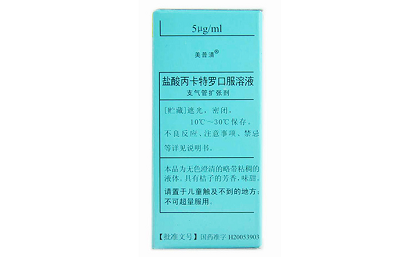 5μg/ml
美普清®
盐酸丙卡特罗口服溶液
支气管扩张剂
[贮藏]遮光，密闭，
10℃~30℃保存。
不良反应、注意事项、禁忌
等详见说明书。
本品为无色澄清的略带粘稠的
液体。具有桔子的芳香，味甜。
请置于儿童触及不到的地方；
不可超量服用。
【批准文号】国药准字 H20053903